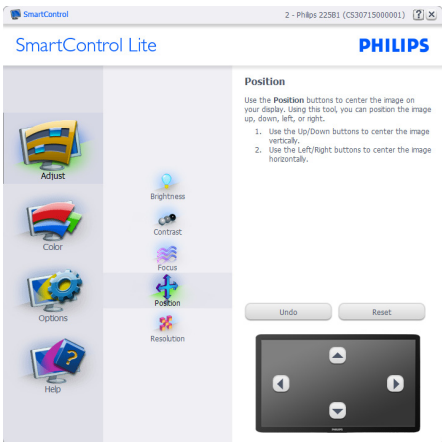 SmartControl
2 - Philips 225B1 (CS30715000001)
SmartControl Lite
PHILIPS
Adjust
Color
Options
Help
Brightness
Contrast
Focus
Position
Resolution
Position
Use the Position buttons to center the image on
your display. Using this tool, you can position the image
up, down, left, or right.
1. Use the Up/Down buttons to center the image
vertically.
2. Use the Left/Right buttons to center the image
horizontally.
Undo
Reset